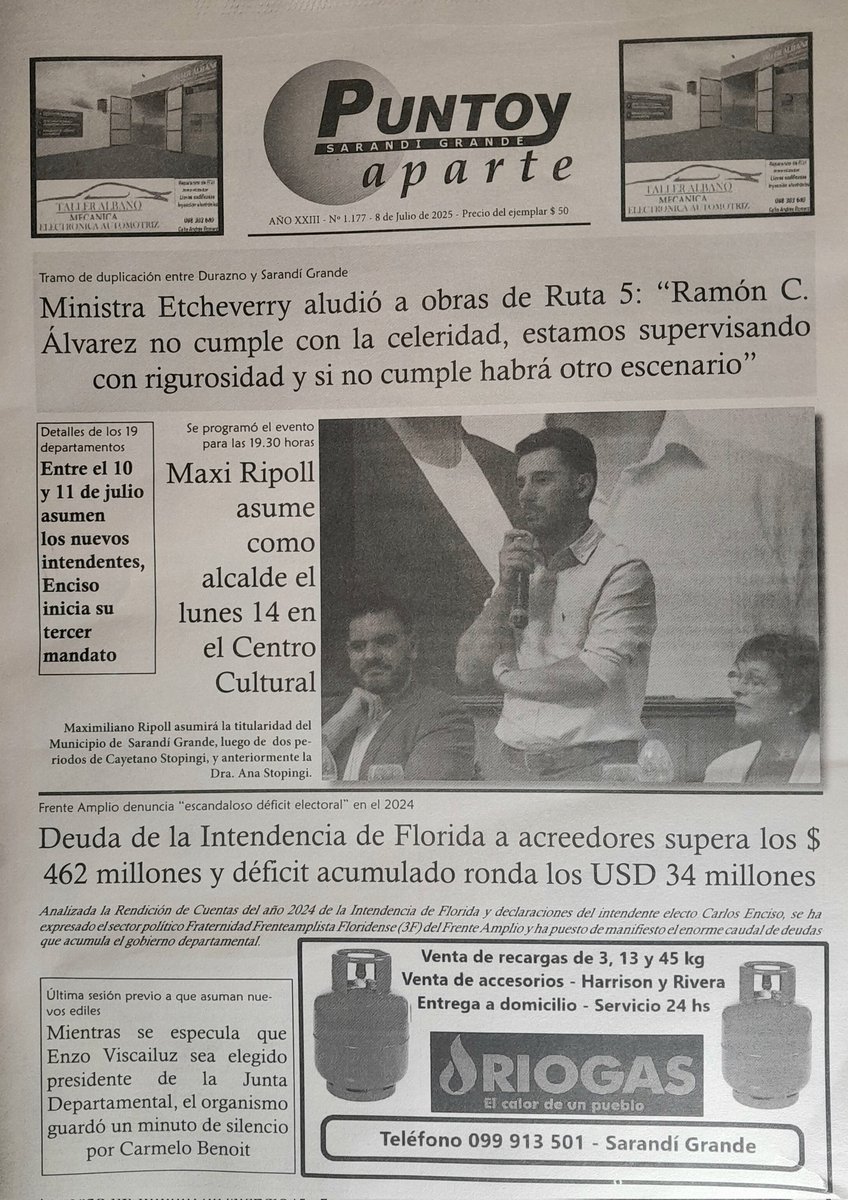 PUNTOy
SARANDI GRANDE
aparte
AÑO XXIII - Nº 1.177 - 8 de Julio de 2025 - Precio del ejemplar $ 50
TALLER ALBANO
MECANICA
ELECTRONICA AUTOMOTRIZ
098 303 640
TALLER ALBANO
MECANICA
ELECTRONICA AUTOMOTRIZ
098 303 640
Tramo de duplicación entre Durazno y Sarandí Grande
Ministra Etcheverry aludió a obras de Ruta 5: “Ramón C.
Álvarez no cumple con la celeridad, estamos supervisando
con rigurosidad y si no cumple habrá otro escenario”
Detalles de los 19
departamentos
Entre el 10
y 11 de julio
asumen
los nuevos
intendentes,
Enciso
inicia su
tercer
mandato
Se programó el evento
para las 19.30 horas
Maxi Ripoll
asume
como
alcalde el
lunes 14 en
el Centro
Cultural
Maximiliano Ripoll asumirá la titularidad del
Municipio de Sarandí Grande, luego de dos pe-
ríodos de Cayetano Stopingi, y anteriormente la
Dra. Ana Stopingi.
Frente Amplio denuncia “escandaloso déficit electoral” en el 2024
Deuda de la Intendencia de Florida a acreedores supera los $
462 millones y déficit acumulado ronda los USD 34 millones
Analizada la Rendición de Cuentas del año 2024 de la Intendencia de Florida y declaraciones del intendente electo Carlos Enciso, se ha
expresado el sector político Fraternidad Frenteamplista Floridense (3F) del Frente Amplio y ha puesto de manifiesto el enorme caudal de deudas
que acumula el gobierno departamental.
Última sesión previo a que asuman nue-
vos ediles
Mientras se especula que
Enzo Viscailuz sea elegido
presidente de la Junta
Departamental, el organismo
guardó un minuto de silencio
por Carmelo Benoit
Venta de recargas de 3, 13 y 45 kg
Venta de accesorios - Harrison y Rivera
Entrega a domicilio - Servicio 24 hs
RIOGAS
El calor de un pueblo
Teléfono 099 913 501 - Sarandí Grande